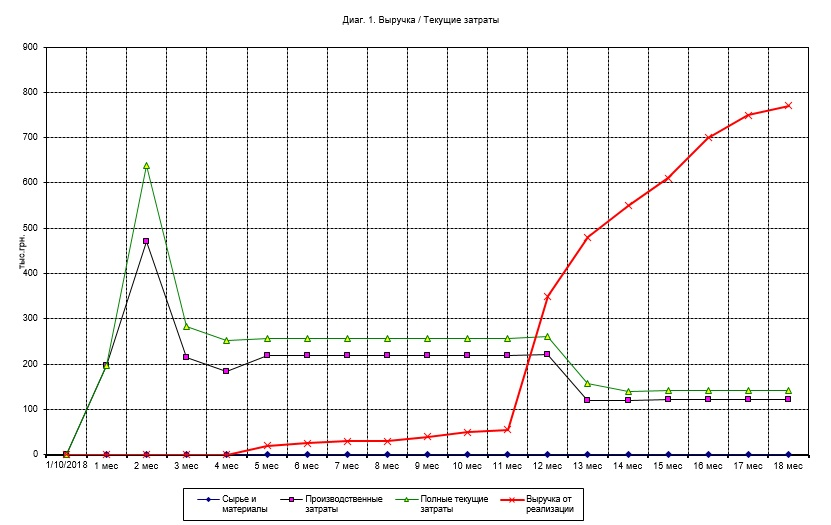 Диаг. 1. Выручка / Текущие затраты
900
800
700
600
500
400
300
200
100
0
тыс.грн.
1/10/2018 1 мес 2 мес 3 мес 4 мес 5 мес 6 мес 7 мес 8 мес 9 мес 10 мес 11 мес 12 мес 13 мес 14 мес 15 мес 16 мес 17 мес 18 мес
Сырье и
материалы
Производственные
затраты
Полные текущие
затраты
Выручка от
реализации